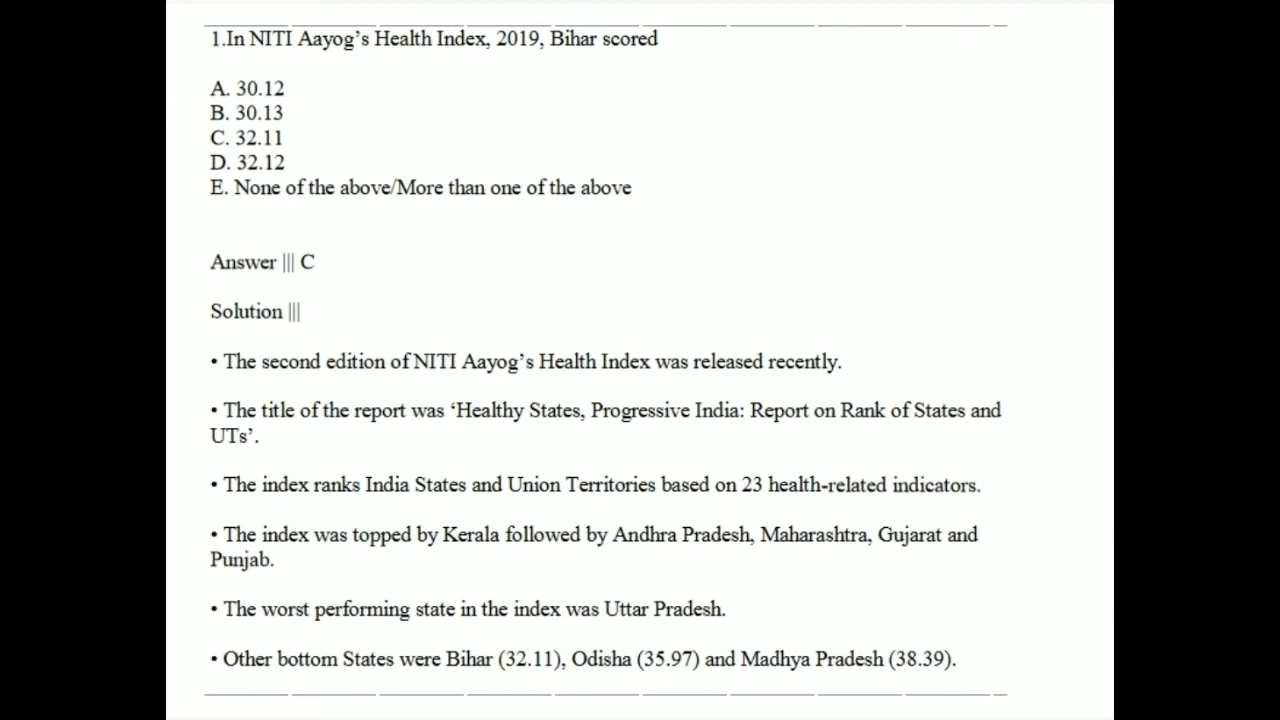 1.In NITI Aayog’s Health Index, 2019, Bihar scored
A. 30.12
B. 30.13
C. 32.11
D. 32.12
E. None of the above/More than one of the above
Answer ||| C
Solution |||
• The second edition of NITI Aayog’s Health Index was released recently.
• The title of the report was ‘Healthy States, Progressive India: Report on Rank of States and
UTs’.
• The index ranks India States and Union Territories based on 23 health-related indicators.
• The index was topped by Kerala followed by Andhra Pradesh, Maharashtra, Gujarat and
Punjab.
• The worst performing state in the index was Uttar Pradesh.
• Other bottom States were Bihar (32.11), Odisha (35.97) and Madhya Pradesh (38.39).